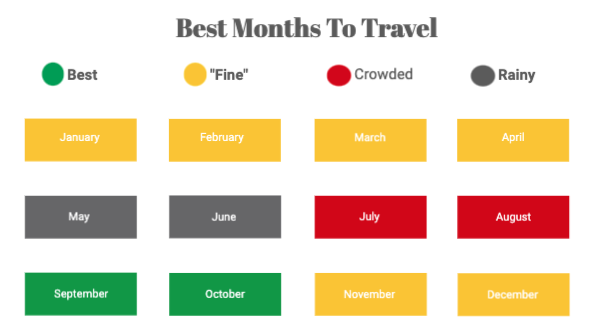 Best Months To Travel
Best "Fine" Crowded Rainy
January February March April
May June July August
September October November December